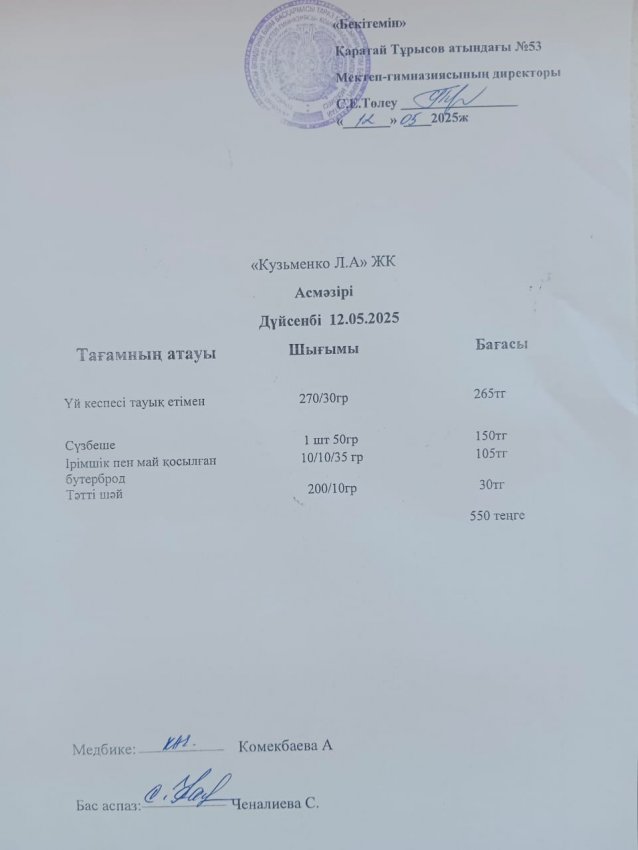 «Бекітемін»
Қаратай Тұрысов атындағы №53
Мектеп-гимназиясының директоры
С.Е.Төлеу
« 12 » 05 2025ж
«Кузьменко Л.А» ЖК
Асмәзірі
Дүйсенбі 12.05.2025
Тағамның атауы Шығымы Бағасы
Үй кеспесі тауық етімен 270/30гр 265тг
Сүзбеше 1 шт 50гр 150тг
Ірімшік пен май қосылған 10/10/35 гр 105тг
бутерброд
Тәтті шәй 200/10гр 30тг
550 теңге
Медбике: Комекбаева А
Бас аспаз: Ченалиева С.